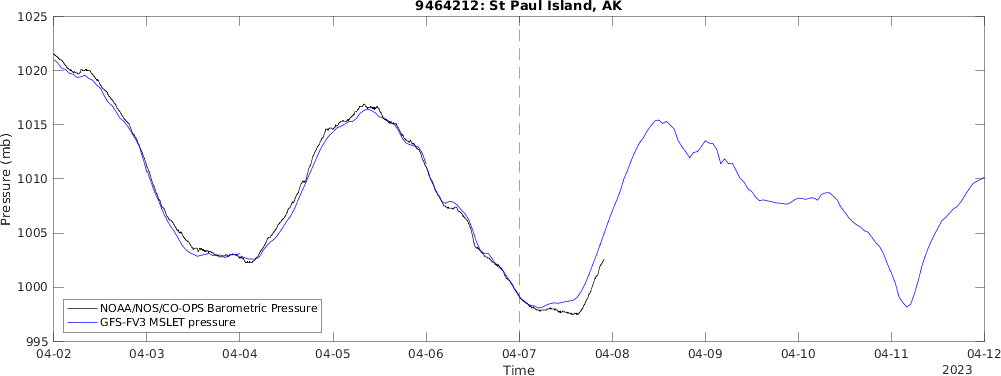 9464212: St Paul Island, AK
Pressure (mb)
1025
1020
1015
1010
1005
1000
995
NOAA/NOS/CO-OPS Barometric Pressure
GFS-FV3 MSLET pressure
04-02 04-03 04-04 04-05 04-06 04-07 04-08 04-09 04-10 04-11 04-12
Time
2023